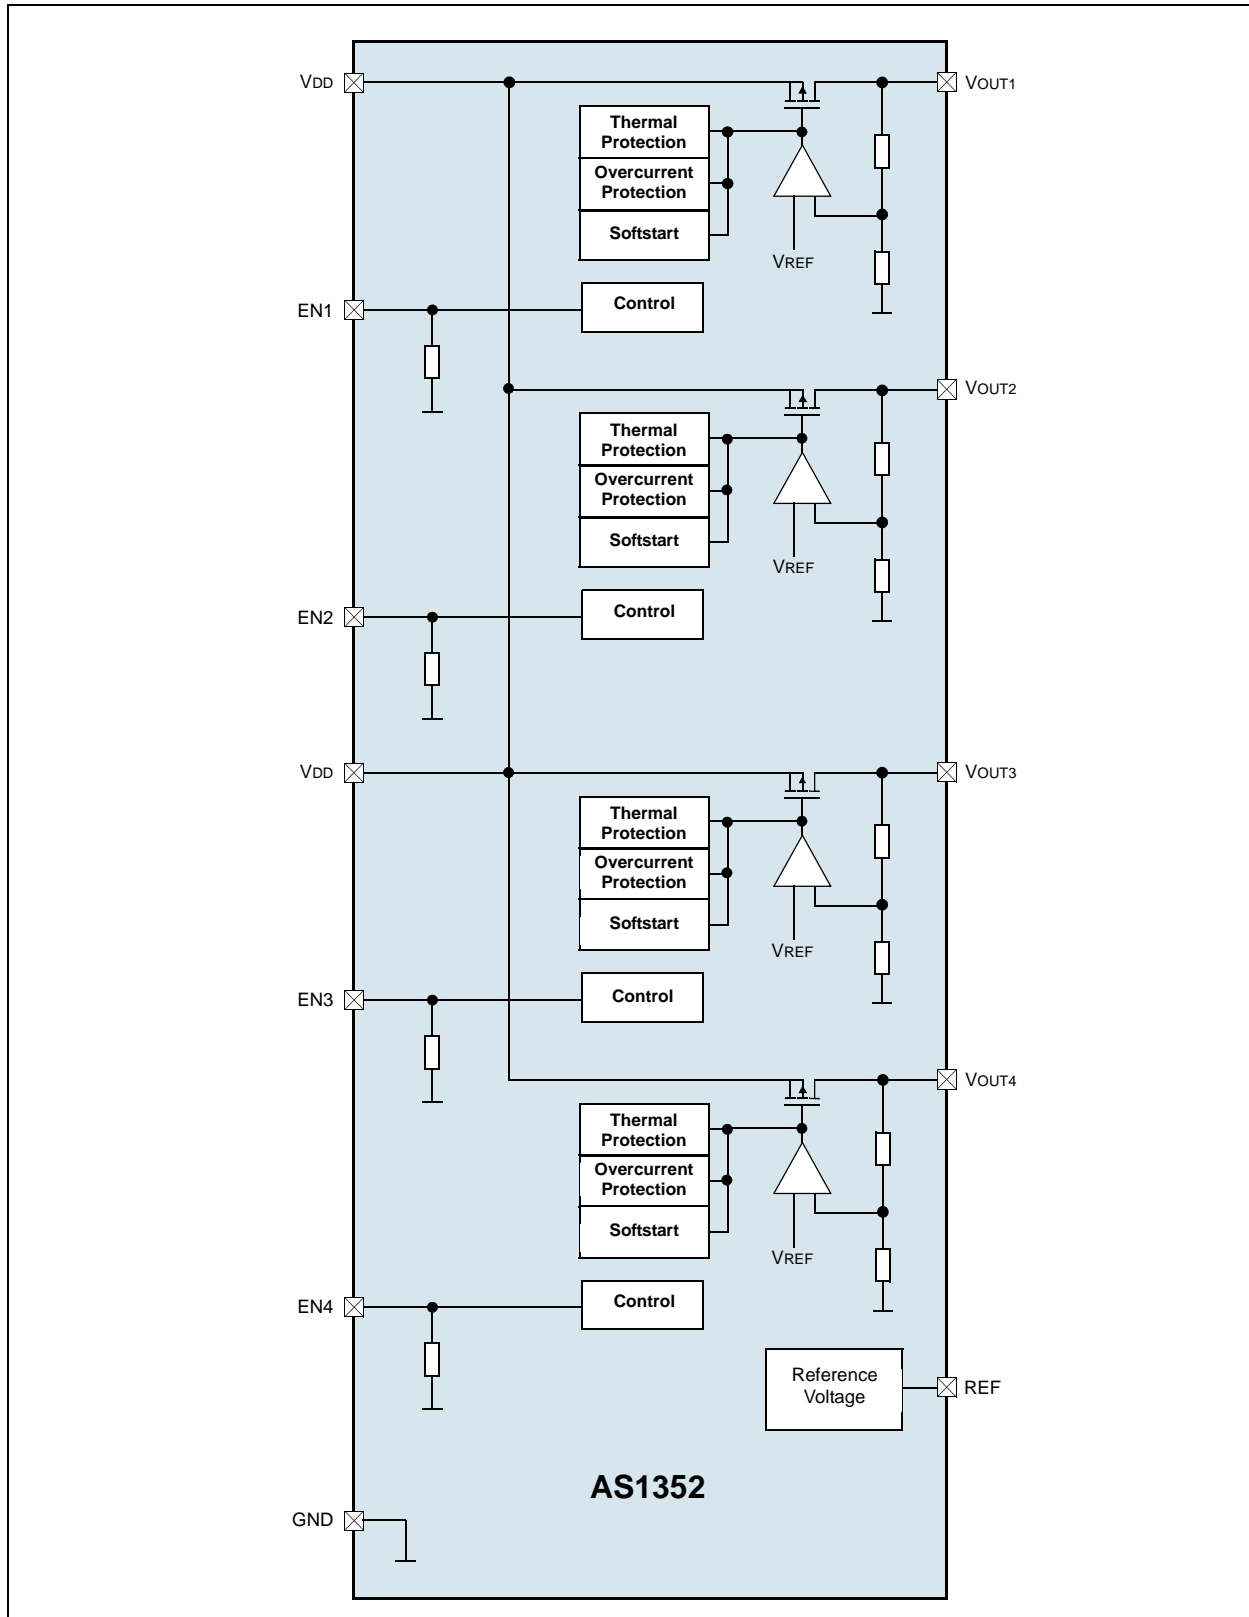 VDD
VOUT1
Thermal
Protection
Overcurrent
Protection
Softstart
VREF
EN1
Control
VOUT2
Thermal
Protection
Overcurrent
Protection
Softstart
VREF
EN2
Control
VDD
VOUT3
Thermal
Protection
Overcurrent
Protection
Softstart
VREF
EN3
Control
VOUT4
Thermal
Protection
Overcurrent
Protection
Softstart
VREF
EN4
Control
Reference
Voltage
REF
AS1352
GND